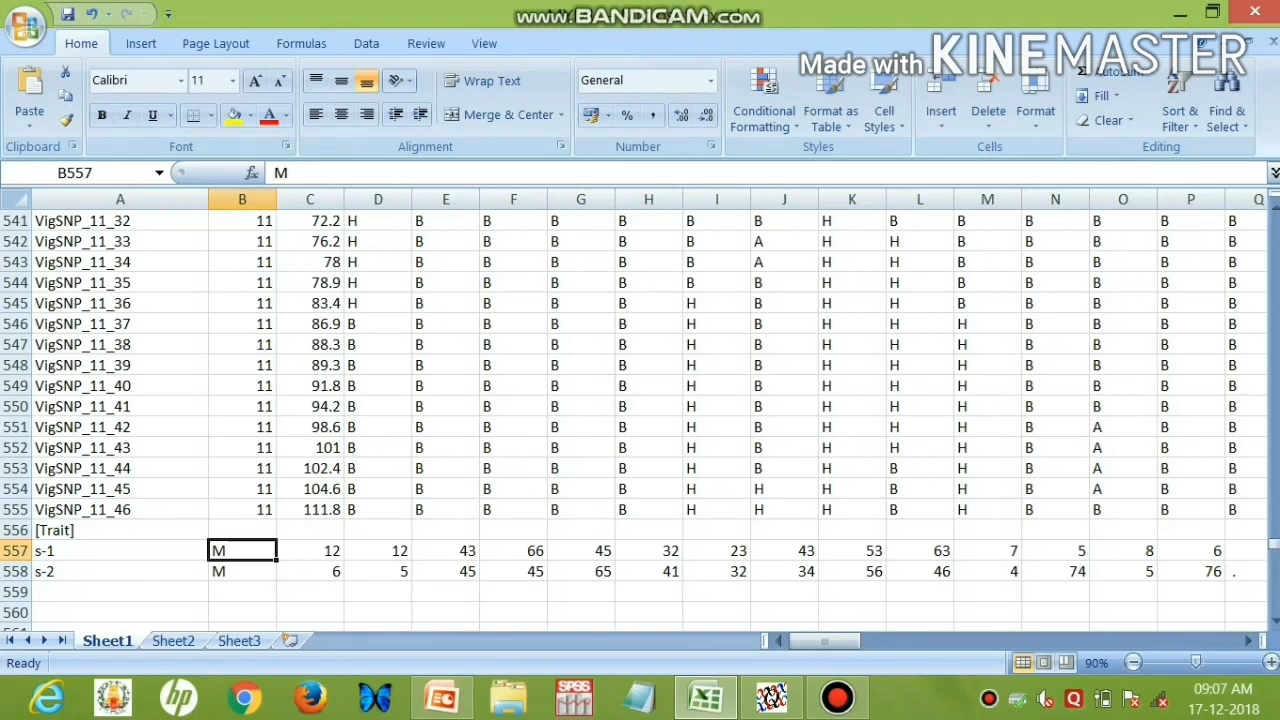 www.BANDICAM.com
Home Insert Page Layout Formulas Data Review View
Made with KINEMASTER
Calibri 11 Wrap Text General AutoSum
Paste Merge & Center Conditional Formatting Format as Table Cell Styles Insert Delete Format Fill Clear Sort & Filter Find & Select
Clipboard Font Alignment Number Styles Cells Editing
B557 fx M
A B C D E F G H I J K L M N O P Q
541 VigSNP_11_32 11 72.2 H B B B B B B H B B B B B
542 VigSNP_11_33 11 76.2 H B B B B B A H H B B B B
543 VigSNP_11_34 11 78 H B B B B B A H H B B B B
544 VigSNP_11_35 11 78.9 H B B B B B B H H B B B B
545 VigSNP_11_36 11 83.4 H B B B B H B H H B B B B
546 VigSNP_11_37 11 86.9 B B B B B H B H H H B B B B
547 VigSNP_11_38 11 88.3 B B B B B H B H H H B B B B
548 VigSNP_11_39 11 89.3 B B B B B H B H H H B B B B
549 VigSNP_11_40 11 91.8 B B B B B H B H H H B B B B
550 VigSNP_11_41 11 94.2 B B B B B H B H H H B B B B
551 VigSNP_11_42 11 98.6 B B B B B H B H H H B A B B
552 VigSNP_11_43 11 101 B B B B B H B H H H B A B B
553 VigSNP_11_44 11 102.4 B B B B B H B H B H B A B B
554 VigSNP_11_45 11 104.6 B B B B B H H H B H B A B B
555 VigSNP_11_46 11 111.8 B B B B B H H H B H B B B B
556 [Trait]
557 s-1 M 12 12 43 66 45 32 23 43 53 63 7 5 8 6
558 s-2 M 6 5 45 45 65 41 32 34 56 46 4 74 5 76 .
559
560
Sheet1 Sheet2 Sheet3
Ready 90%
09:07 AM
17-12-2018